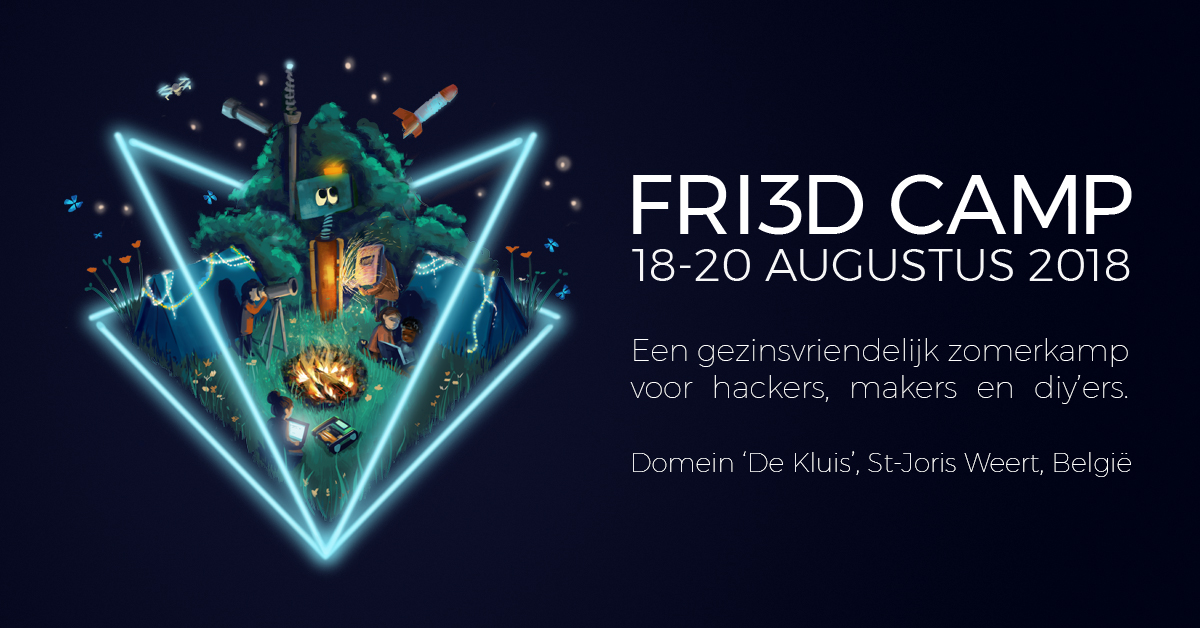 FRI3D CAMP
18-20 AUGUSTUS 2018
Een gezinsvriendelijk zomerkamp
voor hackers, makers en diy’ers.
Domein ‘De Kluis’, St-Joris Weert, België